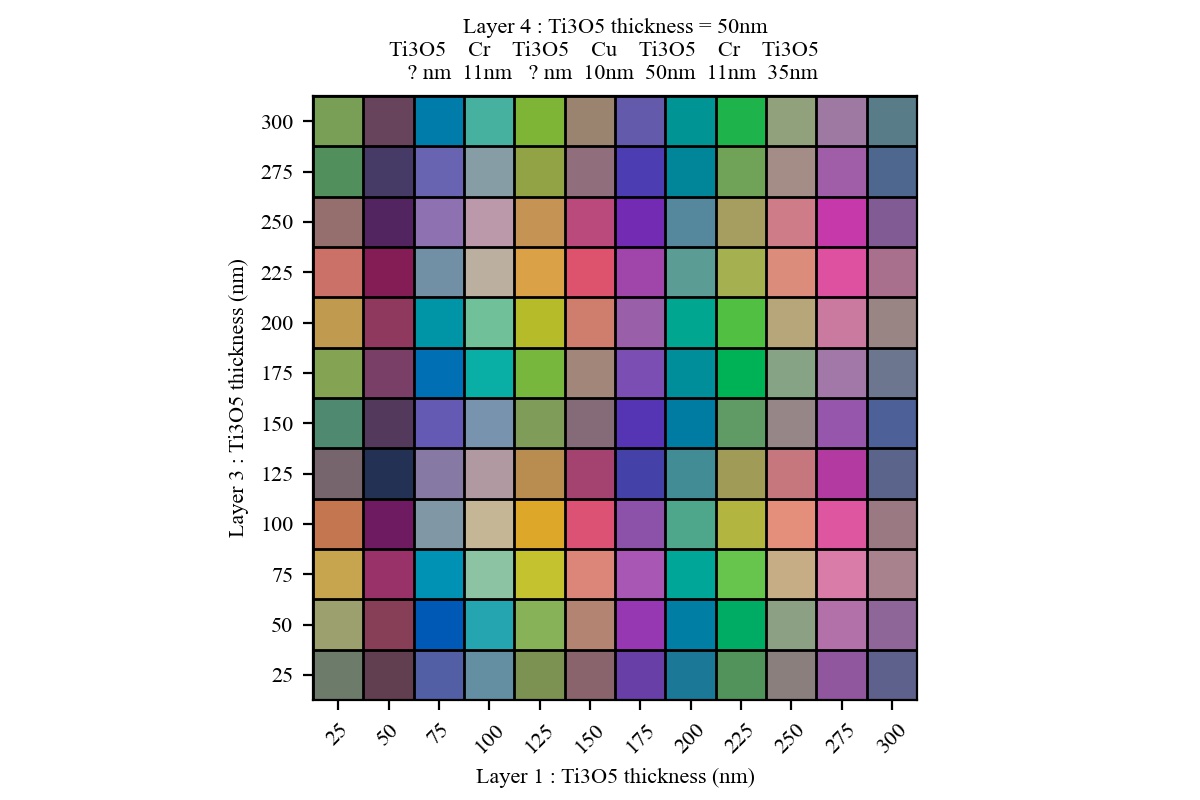 Layer 4 : Ti3O5 thickness = 50nm
Ti3O5 Cr Ti3O5 Cu Ti3O5 Cr Ti3O5
? nm 11nm ? nm 10nm 50nm 11nm 35nm
300
275
250
225
200
175
150
125
100
75
50
25
Layer 3 : Ti3O5 thickness (nm)
25 50 75 100 125 150 175 200 225 250 275 300
Layer 1 : Ti3O5 thickness (nm)